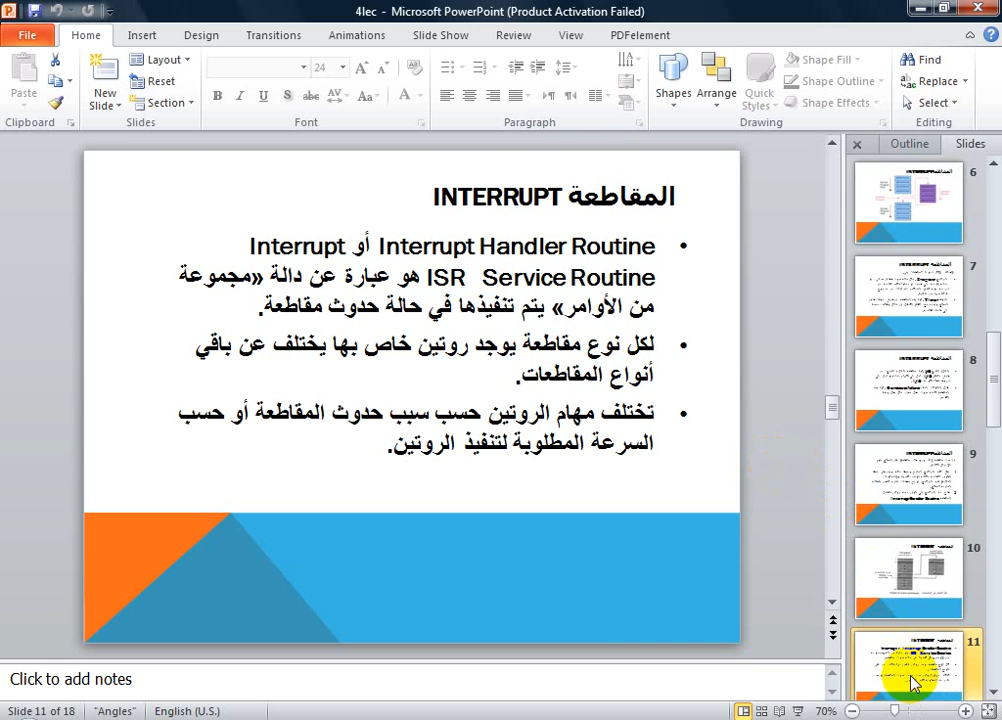 4lec - Microsoft PowerPoint (Product Activation Failed)
File Home Insert Design Transitions Animations Slide Show Review View PDFelement
Paste
Clipboard
New Slide
Layout
Reset
Section
Slides
24
B I U S abc AV Aa A
Font
Paragraph
Shapes Arrange Quick Styles
Shape Fill
Shape Outline
Shape Effects
Drawing
Find
Replace
Select
Editing
Outline Slides
المقاطعة INTERRUPT
• Interrupt Handler Routine أو Interrupt
Service Routine ISR هو عبارة عن دالة «مجموعة
من الأوامر» يتم تنفيذها في حالة حدوث مقاطعة.
• لكل نوع مقاطعة يوجد روتين خاص بها يختلف عن باقي
أنواع المقاطعات.
• تختلف مهام الروتين حسب سبب حدوث المقاطعة أو حسب
السرعة المطلوبة لتنفيذ الروتين.
6
7
8
9
10
11
Click to add notes
Slide 11 of 18 "Angles" English (U.S.) 70%